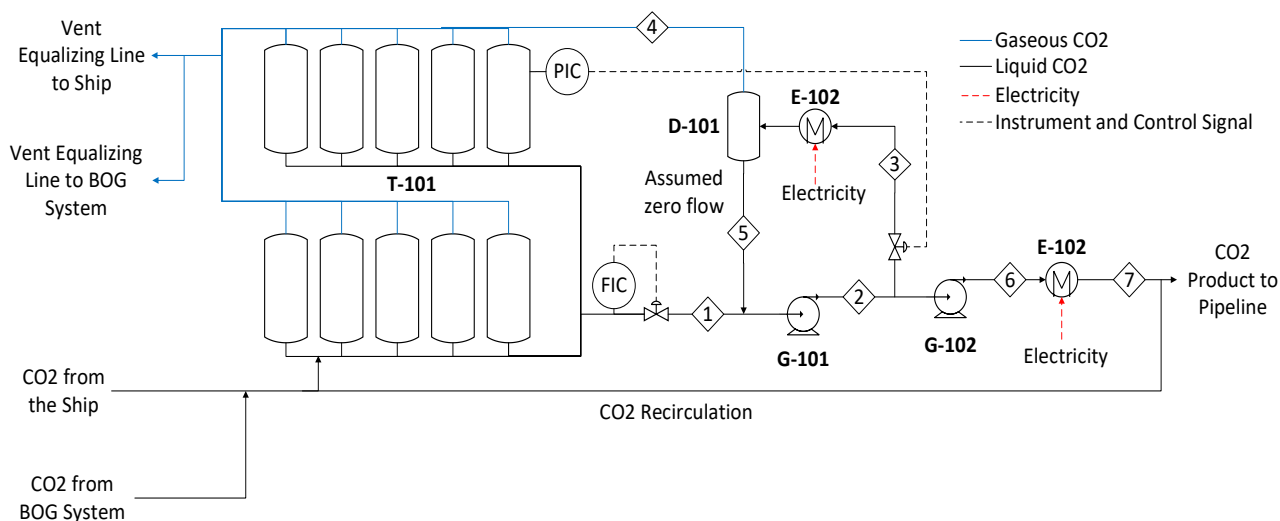 Vent
Equalizing Line
to Ship
Vent Equalizing
Line to BOG
System
T-101
PIC
4
D-101
E-102
Electricity
3
Assumed
zero flow
5
FIC
1
G-101
2
G-102
6
E-102
7
Electricity
CO2
Product to
Pipeline
Gaseous CO2
Liquid CO2
Electricity
Instrument and Control Signal
CO2 from
the Ship
CO2 Recirculation
CO2 from
BOG System